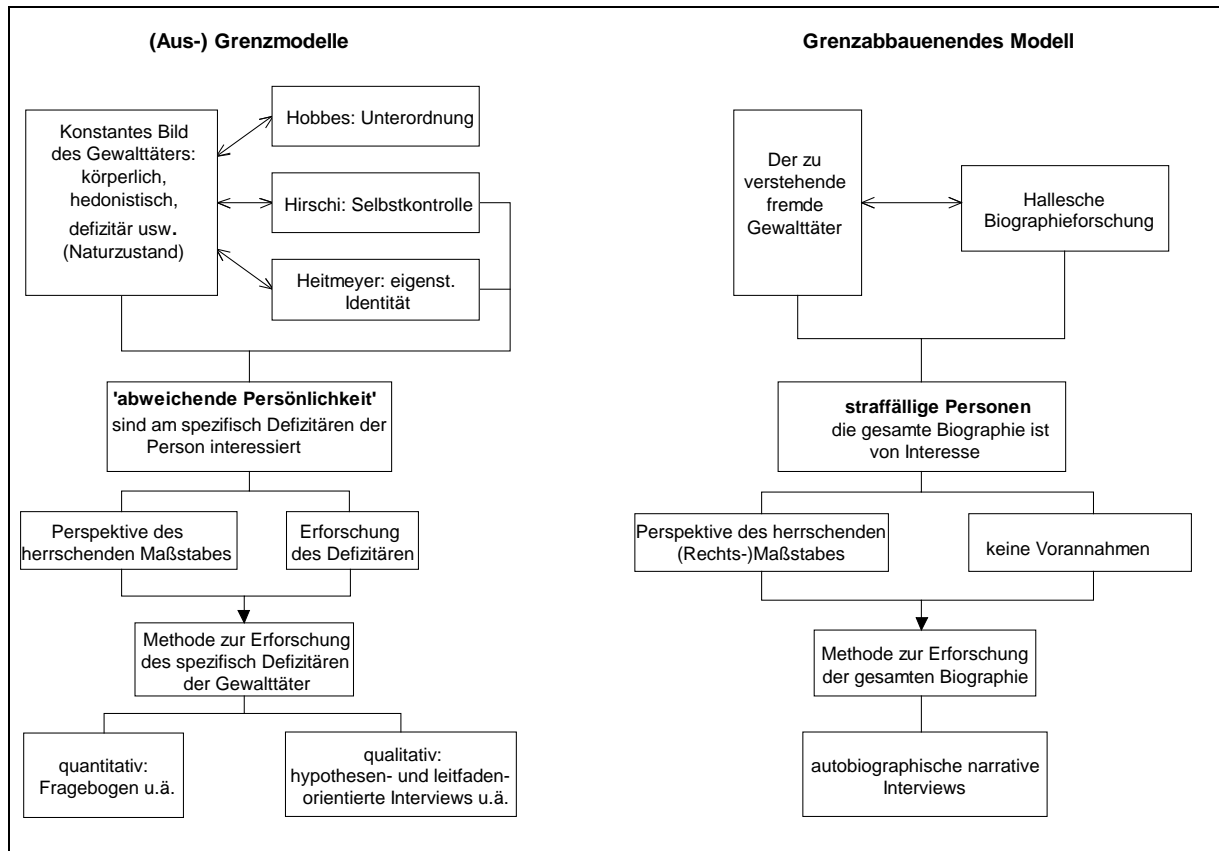 (Aus-) Grenzmodelle
Konstantes Bild
des Gewalttäters:
körperlich,
hedonistisch,
defizitär usw.
(Naturzustand)
Hobbes: Unterordnung
Hirschi: Selbstkontrolle
Heitmeyer: eigenst.
Identität
'abweichende Persönlichkeit'
sind am spezifisch Defizitären der
Person interessiert
Perspektive des
herrschenden Maßstabes
Erforschung
des Defizitären
Methode zur Erforschung
des spezifisch Defizitären
der Gewalttäter
quantitativ:
Fragebogen u.ä.
qualitativ:
hypothesen- und leitfaden-
orientierte Interviews u.ä.
Grenzabbauenendes Modell
Der zu
verstehende
fremde
Gewalttäter
Hallesche
Biographieforschung
straffällige Personen
die gesamte Biographie ist
von Interesse
Perspektive des herrschenden
(Rechts-)Maßstabes
keine Vorannahmen
Methode zur Erforschung
der gesamten Biographie
autobiographische narrative
Interviews